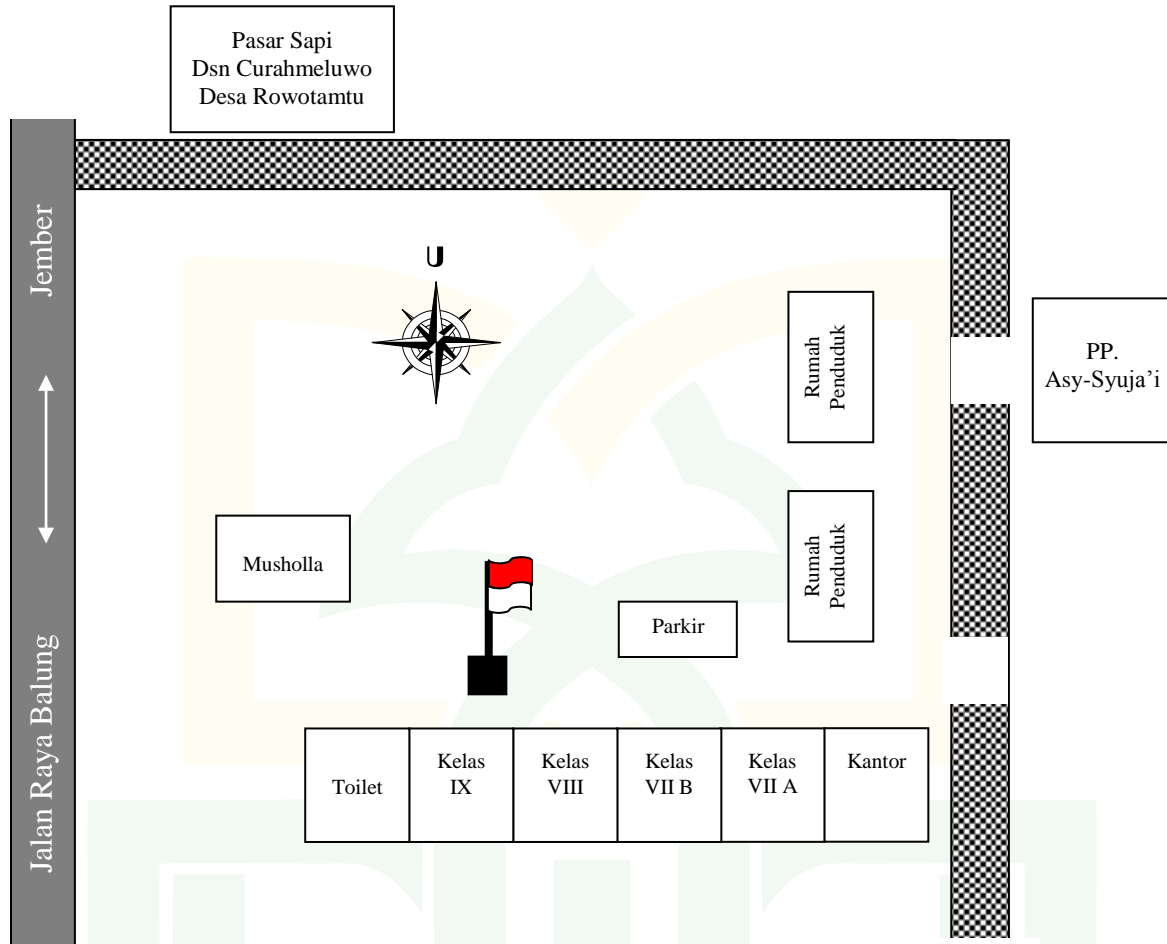 Pasar Sapi
Dsn Curahmeluwo
Desa Rowotamtu
Jember
Jalan Raya Balung
U
Rumah
Penduduk
PP.
Asy-Syuja’i
Musholla
Rumah
Penduduk
Parkir
Toilet
Kelas
IX
Kelas
VIII
Kelas
VII B
Kelas
VII A
Kantor